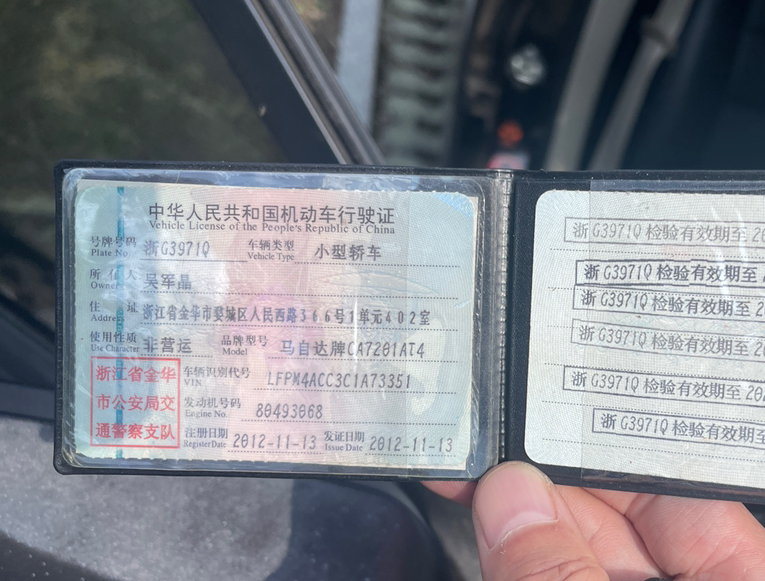 中华人民共和国机动车行驶证
Vehicle License of the People's Republic of China
号牌号码 浙G3971Q 车辆类型 小型轿车
Plate No. Vehicle Type
所有人 吴军晶
Owner
住址 浙江省金华市婺城区人民西路366号1单元402室
Address
使用性质 非营运 品牌型号 马自达牌CA7201AT4
Use Character Model
浙江省金华
市公安局交
通警察支队
车辆识别代号 LFPM4ACC3C1A73351
VIN
发动机号码 80493068
Engine No.
注册日期 2012-11-13 发证日期 2012-11-13
Register Date Issue Date
浙G3971Q检验有效期至20
浙G3971Q检验有效期至
浙G3971Q检验有效期至2
浙G3971Q检验有效期至2
浙G3971Q检验有效期至20
浙G3971Q检验有效期至